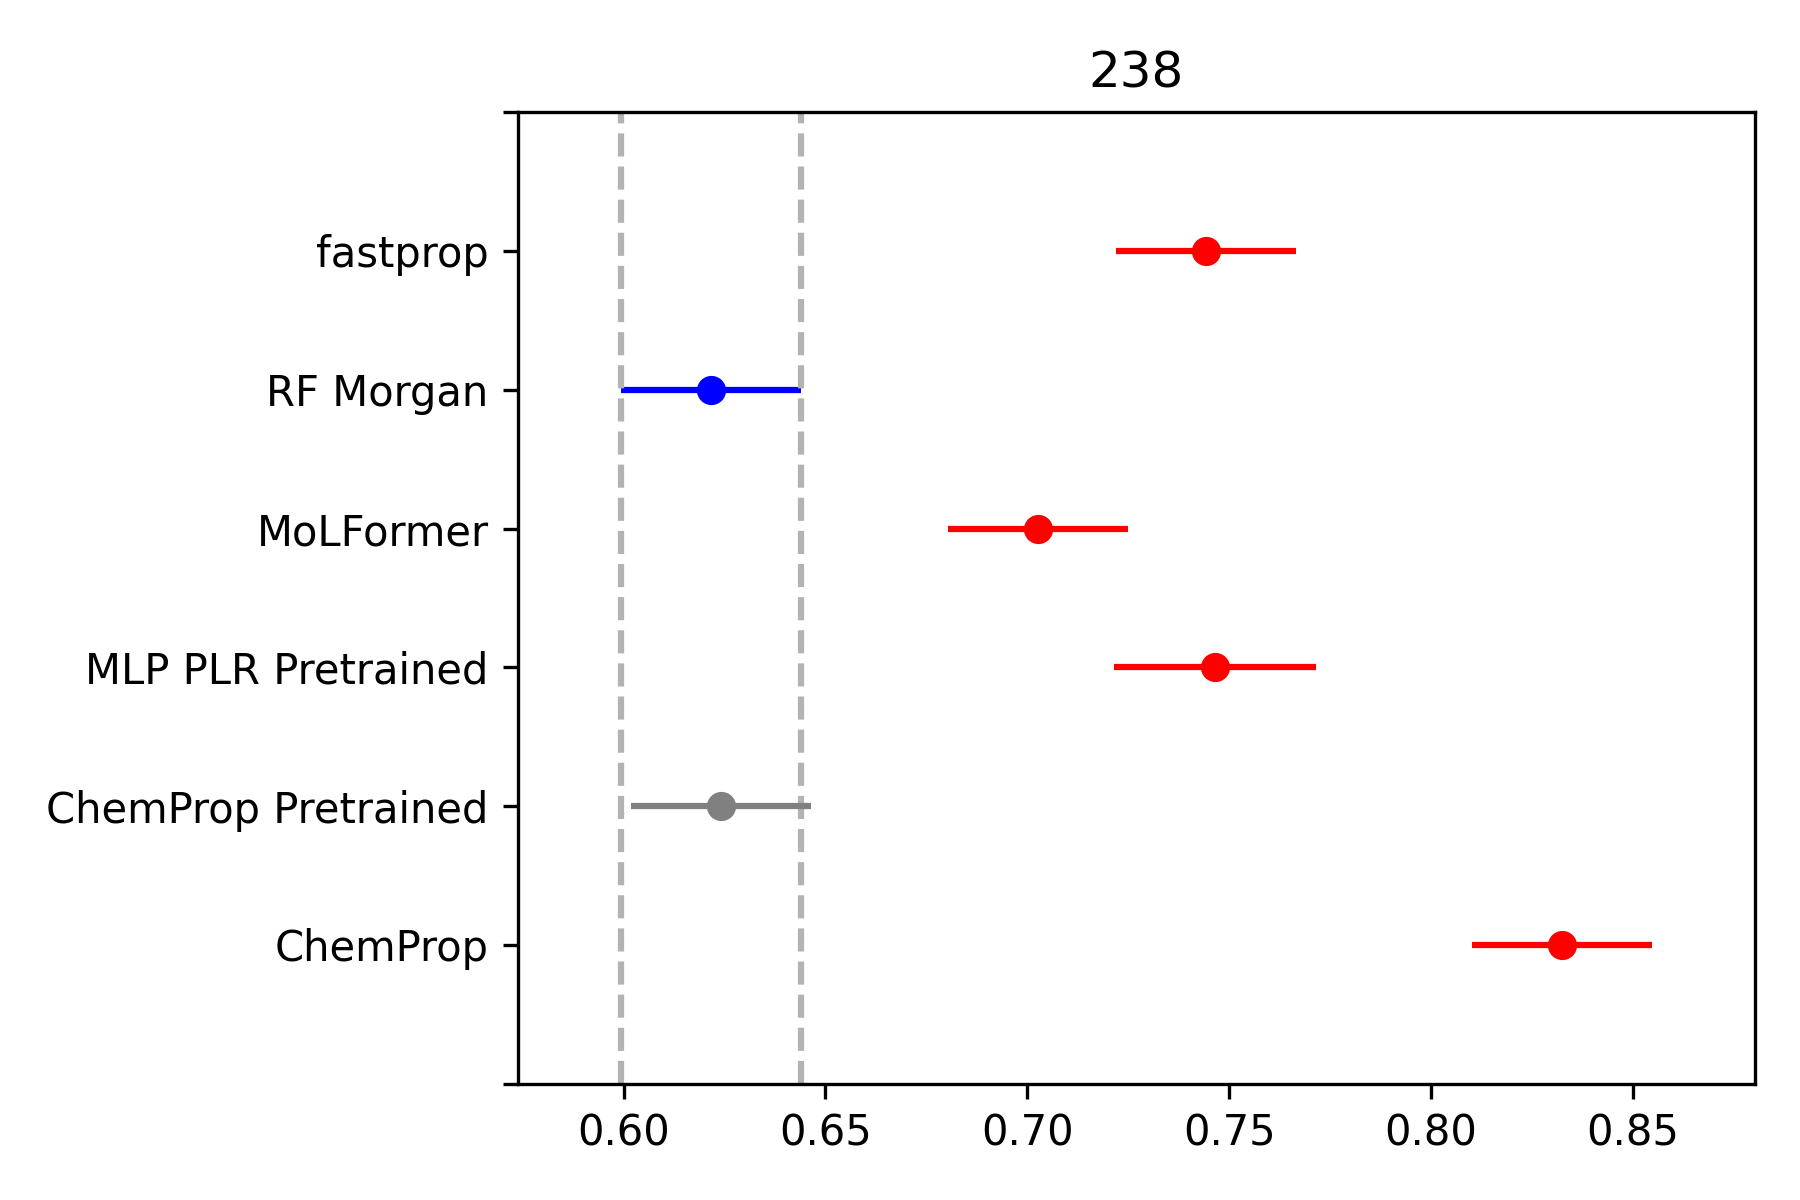 238
fastprop
RF Morgan
MoLFormer
MLP PLR Pretrained
ChemProp Pretrained
ChemProp
0.60 0.65 0.70 0.75 0.80 0.85